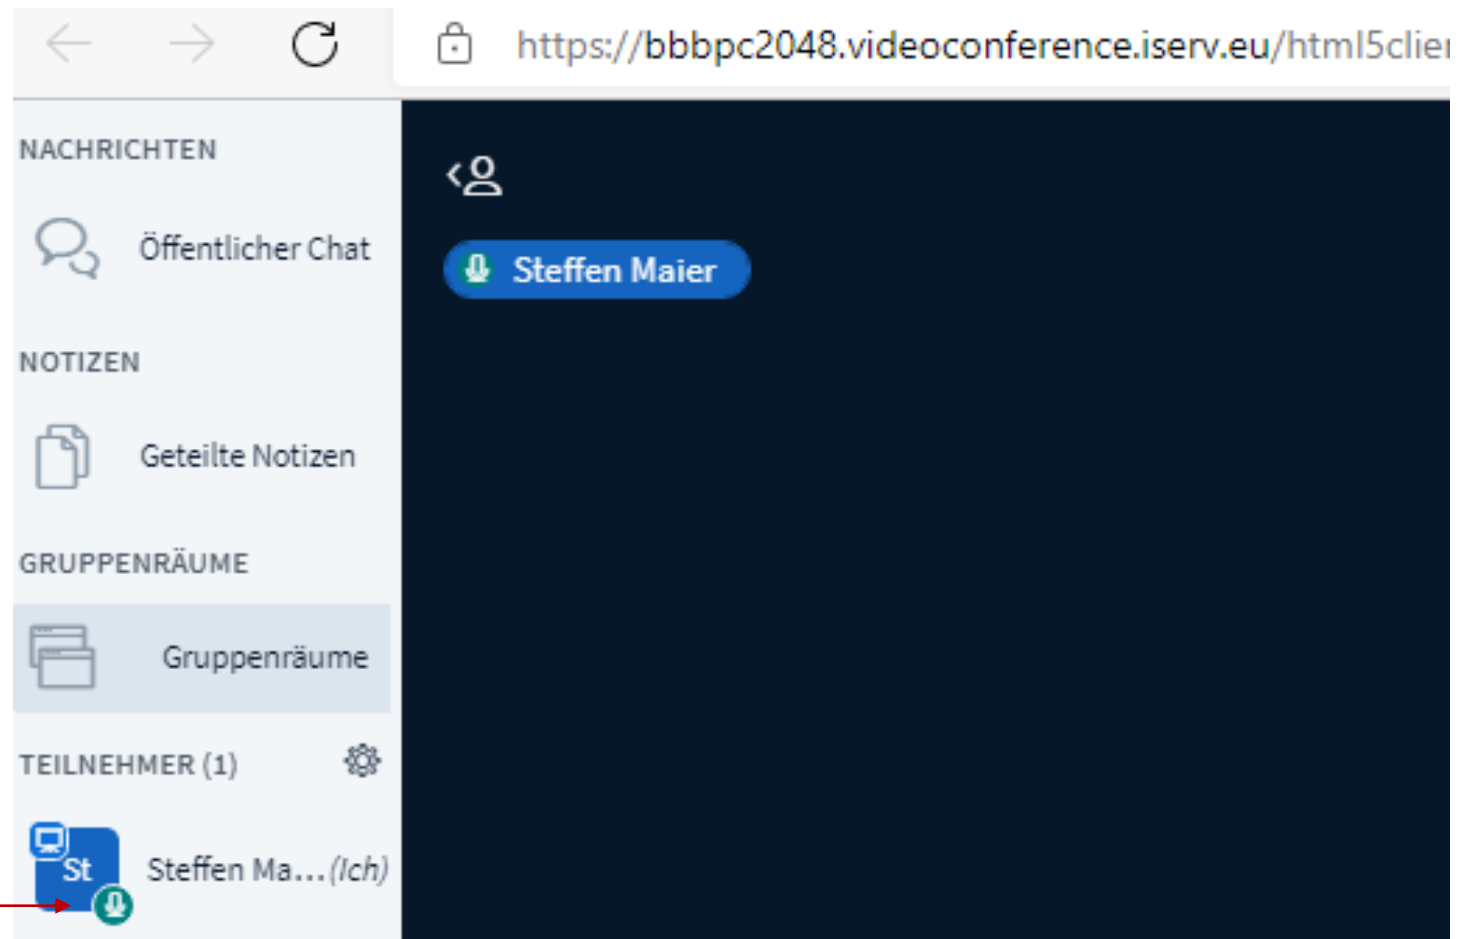 https://bbbpc2048.videoconference.iserv.eu/html5clie
NACHRICHTEN
Öffentlicher Chat
NOTIZEN
Geteilte Notizen
GRUPPENRÄUME
Gruppenräume
TEILNEHMER (1)
St
Steffen Ma...(Ich)
Steffen Maier